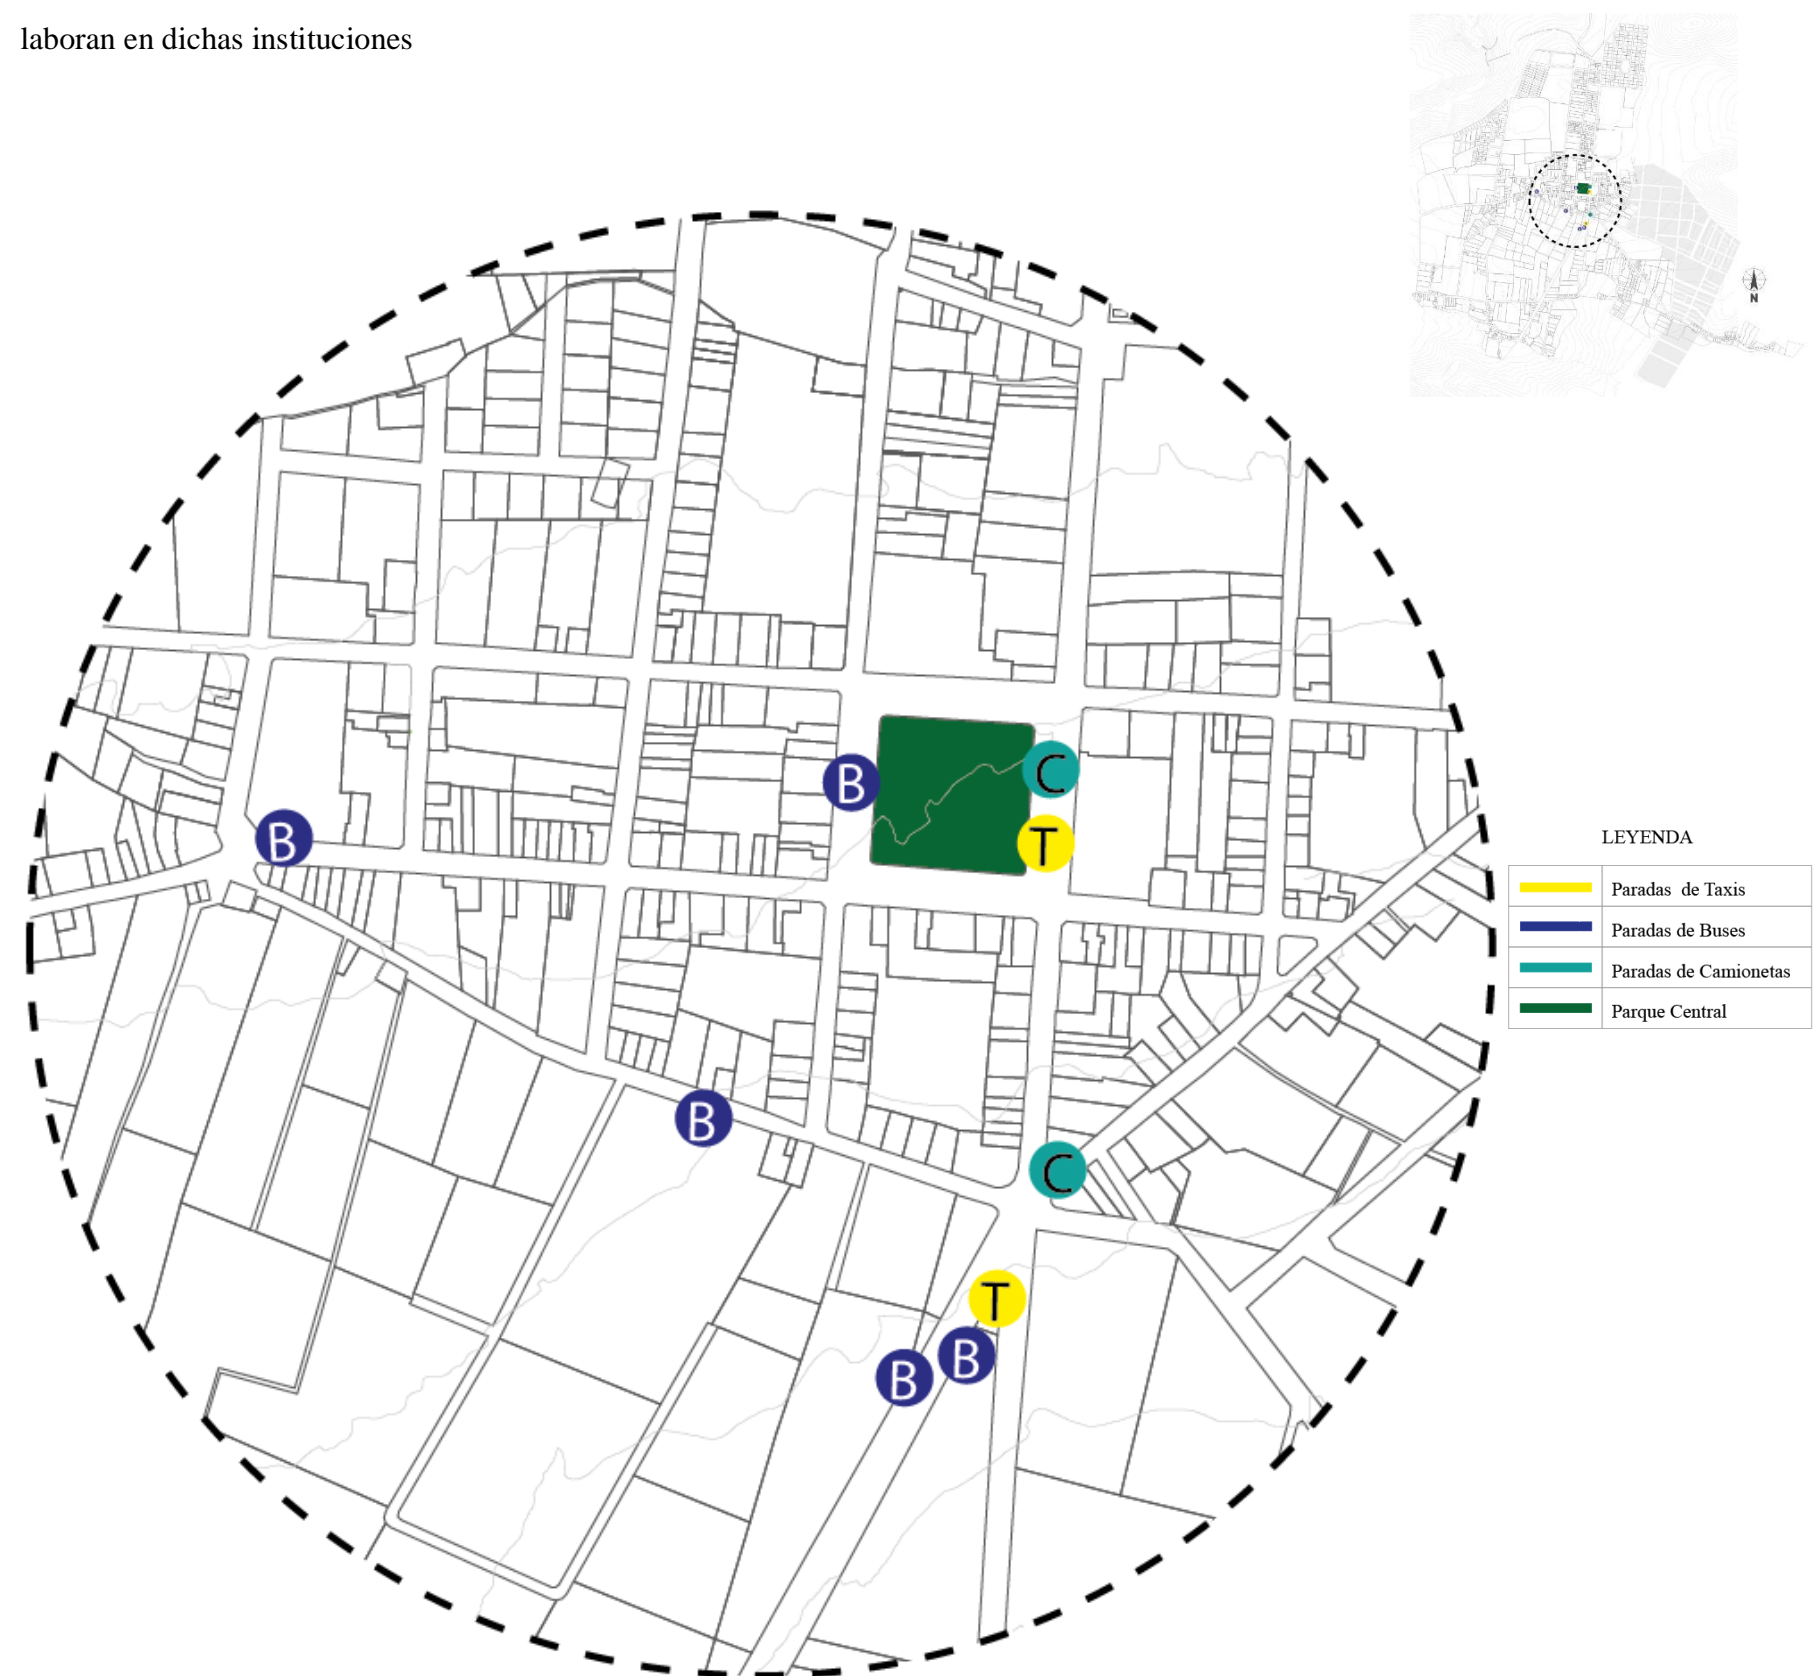 laboran en dichas instituciones
N
B
C
T
B
B
C
T
B
B
LEYENDA
Paradas de Taxis
Paradas de Buses
Paradas de Camionetas
Parque Central